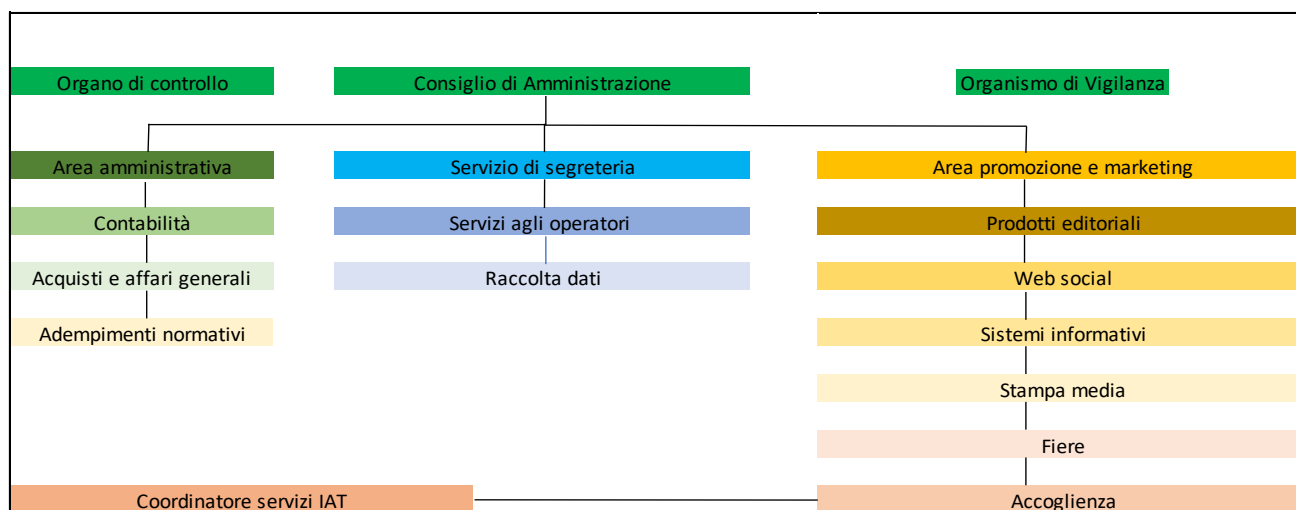 Organo di controllo
Consiglio di Amministrazione
Organismo di Vigilanza
Area amministrativa
Servizio di segreteria
Area promozione e marketing
Contabilità
Servizi agli operatori
Prodotti editoriali
Acquisti e affari generali
Raccolta dati
Web social
Adempimenti normativi
Sistemi informativi
Stampa media
Fiere
Coordinatore servizi IAT
Accoglienza